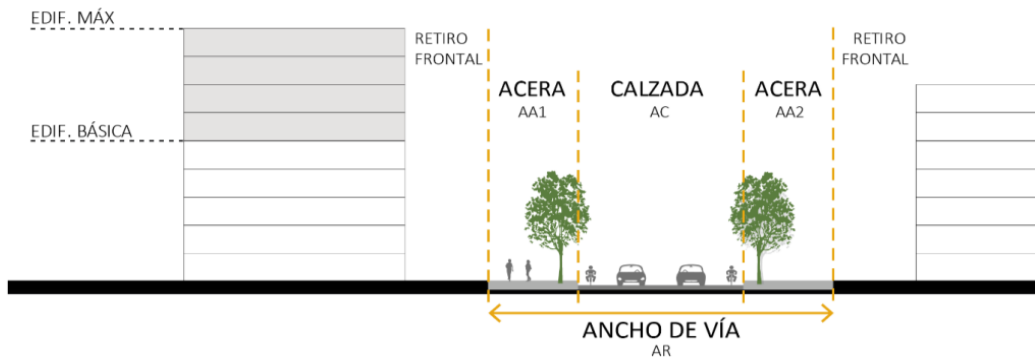 EDIF. MÁX
EDIF. BÁSICA
RETIRO
FRONTAL
ACERA
AA1
CALZADA
AC
ACERA
AA2
RETIRO
FRONTAL
ANCHO DE VÍA
AR